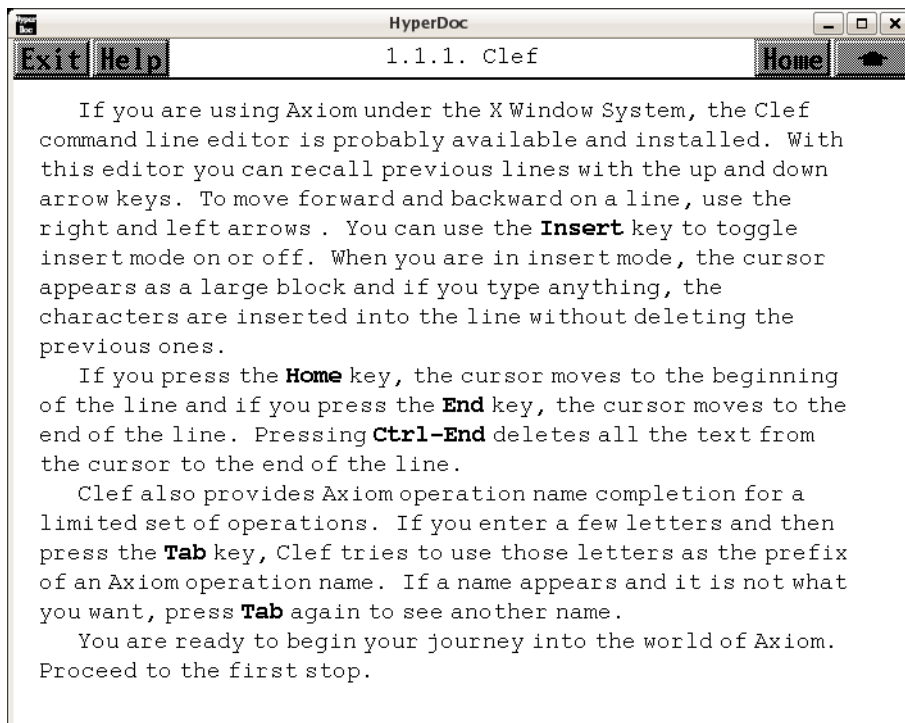 Hyper Doc
HyperDoc
Exit Help 1.1.1. Clef Home
If you are using Axiom under the X Window System, the Clef
command line editor is probably available and installed. With
this editor you can recall previous lines with the up and down
arrow keys. To move forward and backward on a line, use the
right and left arrows . You can use the Insert key to toggle
insert mode on or off. When you are in insert mode, the cursor
appears as a large block and if you type anything, the
characters are inserted into the line without deleting the
previous ones.
If you press the Home key, the cursor moves to the beginning
of the line and if you press the End key, the cursor moves to the
end of the line. Pressing Ctrl-End deletes all the text from
the cursor to the end of the line.
Clef also provides Axiom operation name completion for a
limited set of operations. If you enter a few letters and then
press the Tab key, Clef tries to use those letters as the prefix
of an Axiom operation name. If a name appears and it is not what
you want, press Tab again to see another name.
You are ready to begin your journey into the world of Axiom.
Proceed to the first stop.